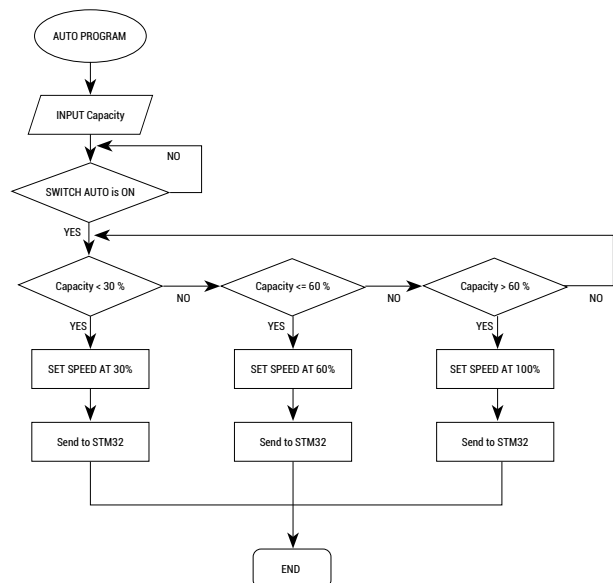 AUTO PROGRAM
INPUT Capacity
NO
SWITCH AUTO is ON
YES
Capacity < 30 %
NO
Capacity <= 60 %
NO
Capacity > 60 %
NO
YES
YES
YES
SET SPEED AT 30%
SET SPEED AT 60%
SET SPEED AT 100%
Send to STM32
Send to STM32
Send to STM32
END